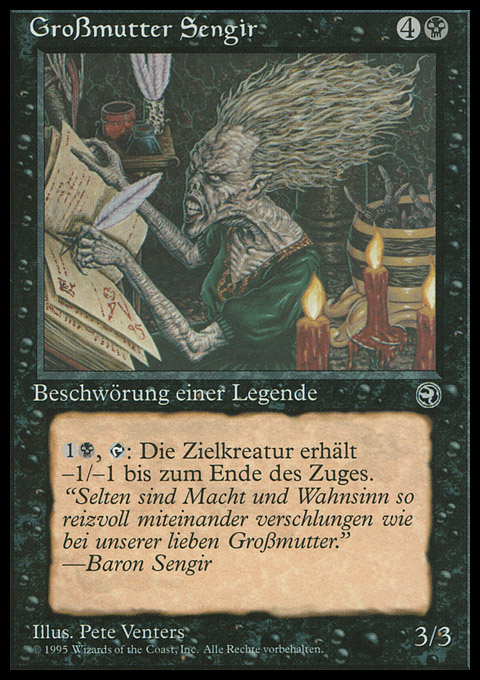 Großmutter Sengir 4
Beschwörung einer Legende
1, : Die Zielkreatur erhält
–1/–1 bis zum Ende des Zuges.
“Selten sind Macht und Wahnsinn so
reizvoll miteinander verschlungen wie
bei unserer lieben Großmutter.”
—Baron Sengir
Illus. Pete Venters
3/3
© 1995 Wizards of the Coast, Inc. Alle Rechte vorbehalten.